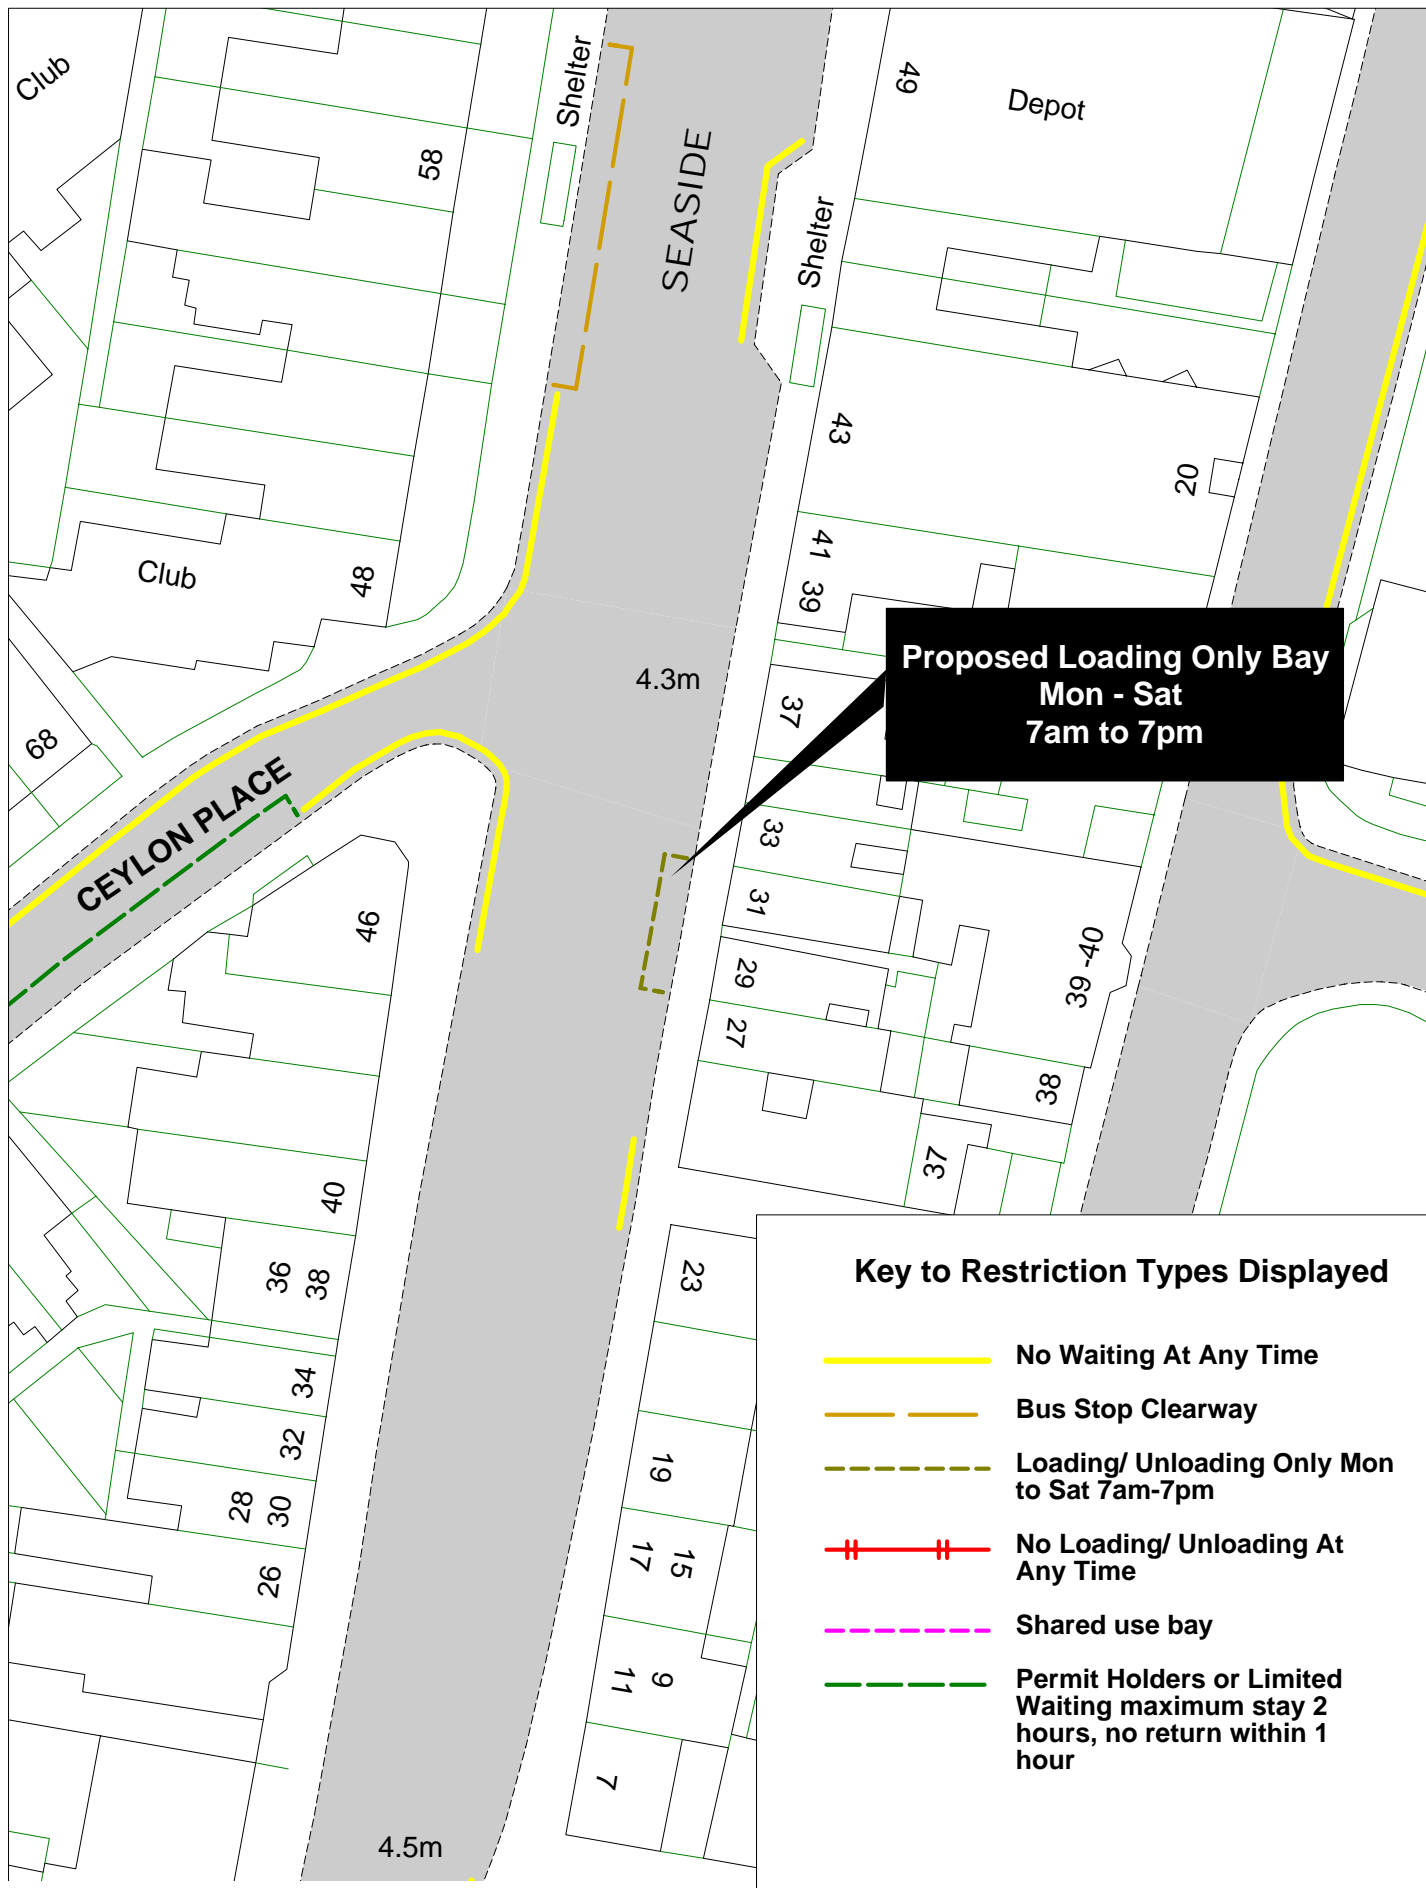 Club
Shelter
49
Depot
58
SEASIDE
Shelter
43
20
41
Club
48
39
4.3m
Proposed Loading Only Bay
Mon - Sat
7am to 7pm
37
68
CEYLON PLACE
33
31
46
39 -40
29
27
38
37
40
36
38
23
34
32
19
28
30
17
15
26
11
9
7
4.5m
Key to Restriction Types Displayed
No Waiting At Any Time
Bus Stop Clearway
Loading/ Unloading Only Mon
to Sat 7am-7pm
No Loading/ Unloading At
Any Time
Shared use bay
Permit Holders or Limited
Waiting maximum stay 2
hours, no return within 1
hour